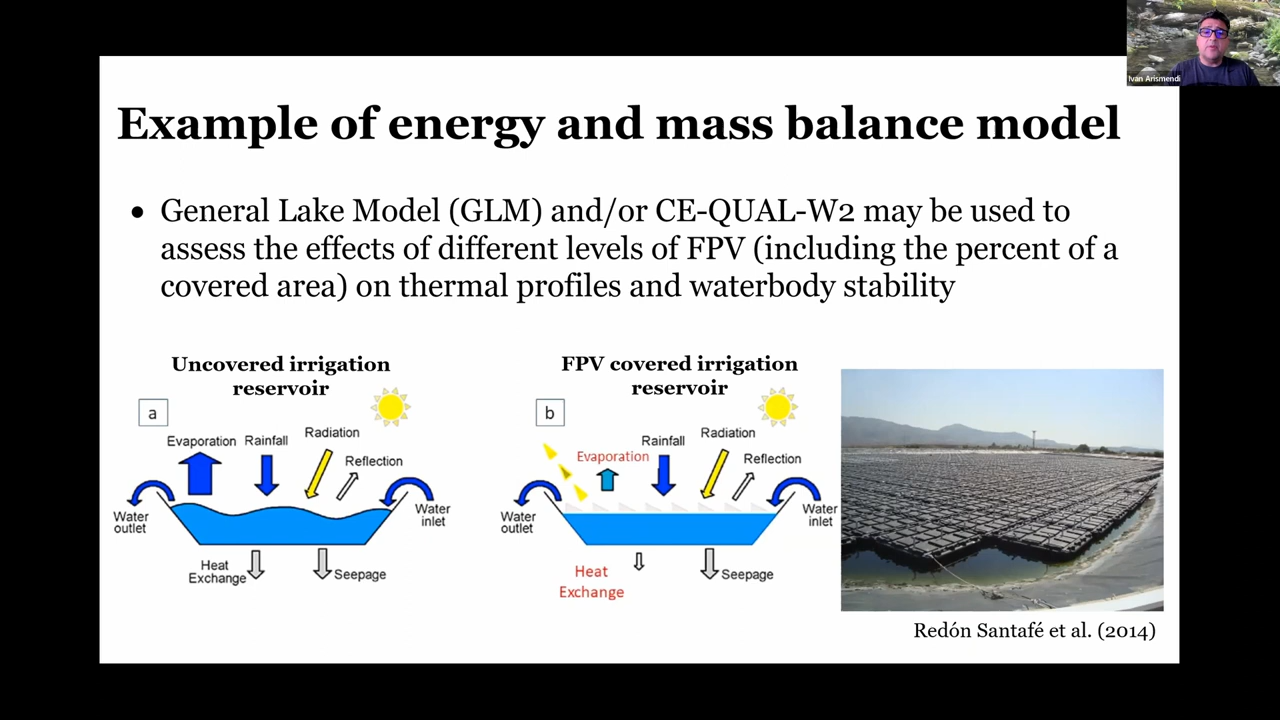 Ivan Arismendi
Example of energy and mass balance model
• General Lake Model (GLM) and/or CE-QUAL-W2 may be used to
assess the effects of different levels of FPV (including the percent of a
covered area) on thermal profiles and waterbody stability
Uncovered irrigation
reservoir
a
Evaporation
Rainfall
Radiation
Reflection
Water
outlet
Water
inlet
Heat
Exchange
Seepage
FPV covered irrigation
reservoir
b
Evaporation
Rainfall
Radiation
Reflection
Water
outlet
Water
inlet
Heat
Exchange
Seepage
Redón Santafé et al. (2014)